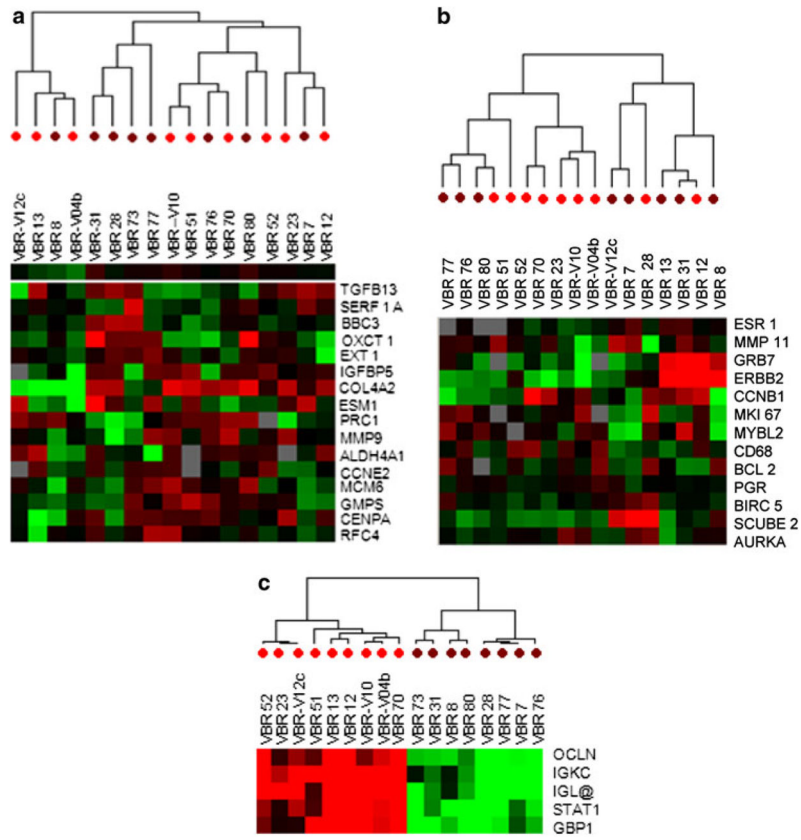 a
VBR-V12c
VBR 13
VBR 8
VBR-V04b
VBR-31
VBR 28
VBR 73
VBR 77
VBR--V10
VBR 51
VBR 76
VBR 70
VBR 80
VBR 52
VBR 23
VBR 7
VBR 12
TGFB13
SERF 1 A
BBC3
OXCT 1
EXT 1
IGFBP5
COL4A2
ESM1
PRC1
MMP9
ALDH4A1
CCNE2
MCM6
GMPS
CENPA
RFC4
b
VBR 77
VBR 76
VBR 80
VBR 51
VBR 52
VBR 70
VBR 23
VBR-V10
VBR-V04b
VBR-V12c
VBR 7
VBR 28
VBR 13
VBR 31
VBR 12
VBR 8
ESR 1
MMP 11
GRB7
ERBB2
CCNB1
MKI 67
MYBL2
CD68
BCL 2
PGR
BIRC 5
SCUBE 2
AURKA
c
VBR 52
VBR 23
VBR-V12c
VBR 51
VBR 13
VBR 12
VBR-V10
VBR-V04b
VBR 70
VBR 73
VBR 31
VBR 8
VBR 80
VBR 28
VBR 77
VBR 7
VBR 76
OCLN
IGKC
IGL@
STAT1
GBP1